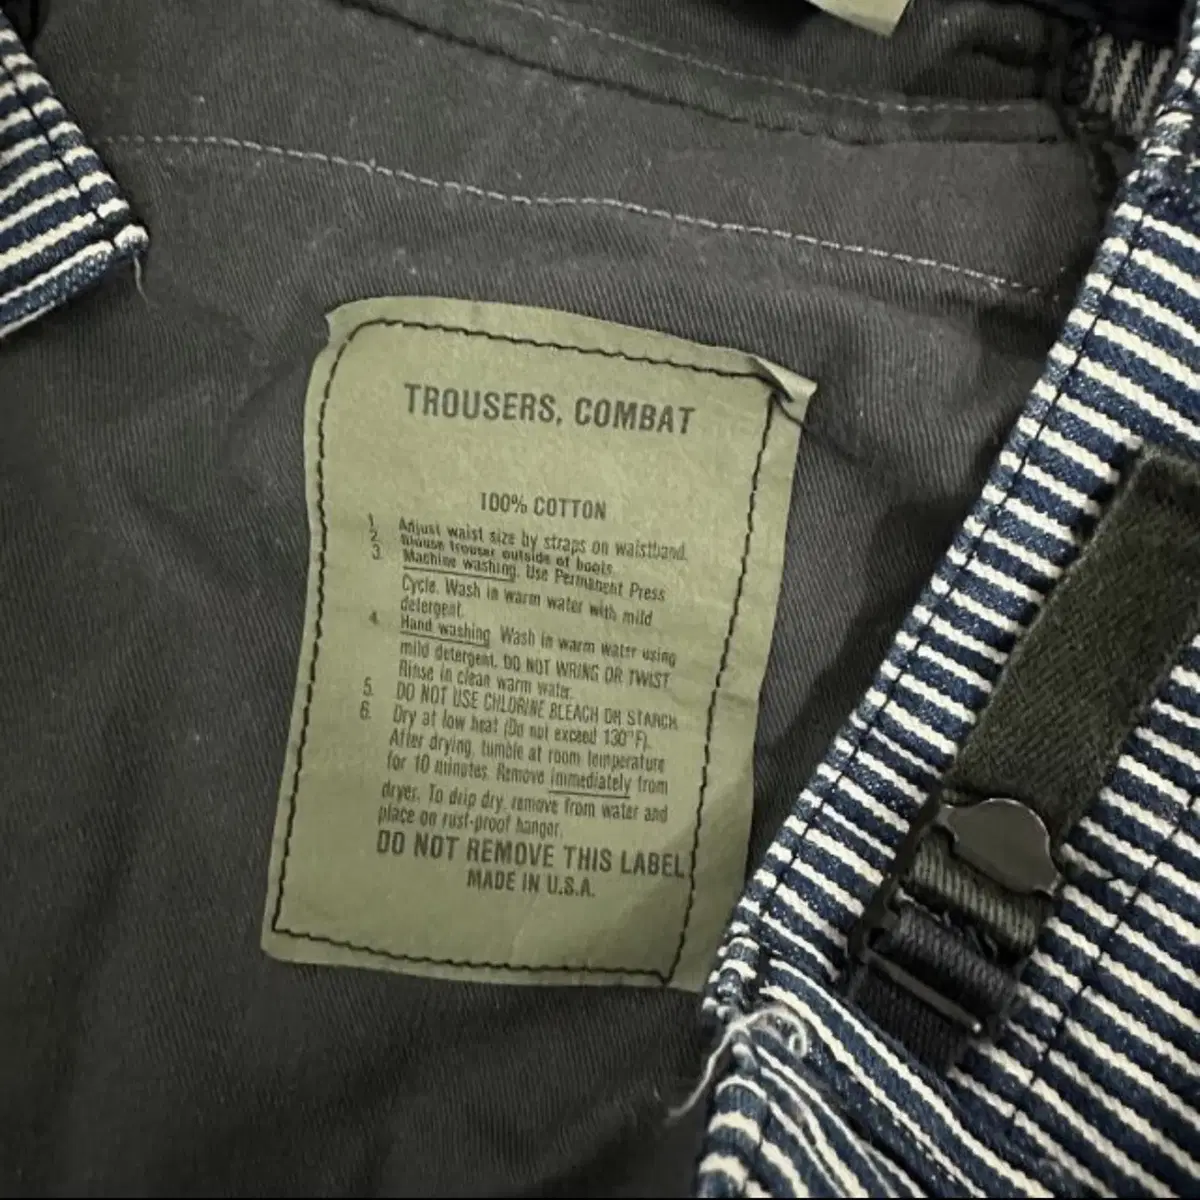 TROUSERS, COMBAT
100% COTTON
1. Adjust waist size by straps on waistband.
2. Blouse trouser outside of boots.
3. Machine washing. Use Permanent Press
Cycle. Wash in warm water with mild
detergent.
4. Hand washing. Wash in warm water using
mild detergent. DO NOT WRING OR TWIST.
Rinse in clean warm water.
5. DO NOT USE CHLORINE BLEACH OR STARCH.
6. Dry at low heat (Do not exceed 130°F).
After drying, tumble at room temperature
for 10 minutes. Remove immediately from
dryer. To drip dry, remove from water and
place on rust-proof hangor.
DO NOT REMOVE THIS LABEL
MADE IN U.S.A.